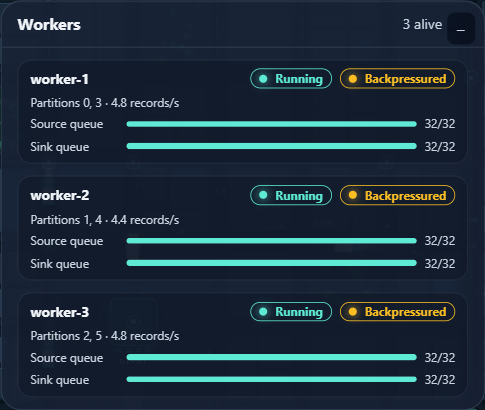 Workers 3 alive _
worker-1 Running Backpressured
Partitions 0, 3 · 4.8 records/s
Source queue 32/32
Sink queue 32/32
worker-2 Running Backpressured
Partitions 1, 4 · 4.4 records/s
Source queue 32/32
Sink queue 32/32
worker-3 Running Backpressured
Partitions 2, 5 · 4.8 records/s
Source queue 32/32
Sink queue 32/32